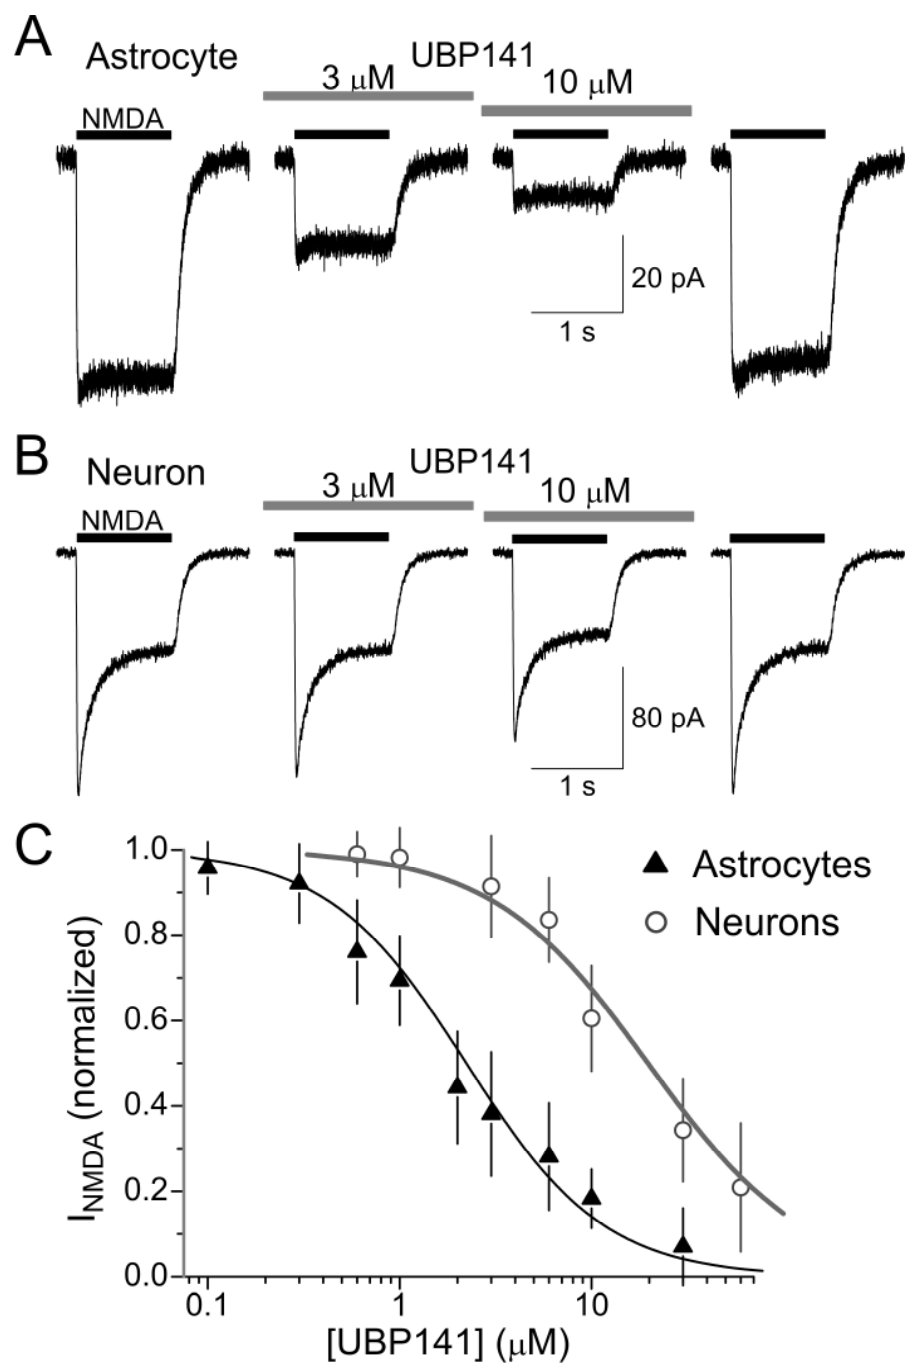 A
Astrocyte
UBP141
3 μM
10 μM
NMDA
20 pA
1 s
B
Neuron
UBP141
3 μM
10 μM
NMDA
80 pA
1 s
C
1.0
0.8
0.6
0.4
0.2
0.0
I_NMDA (normalized)
Astrocytes
Neurons
0.1
1
10
[UBP141] (μM)